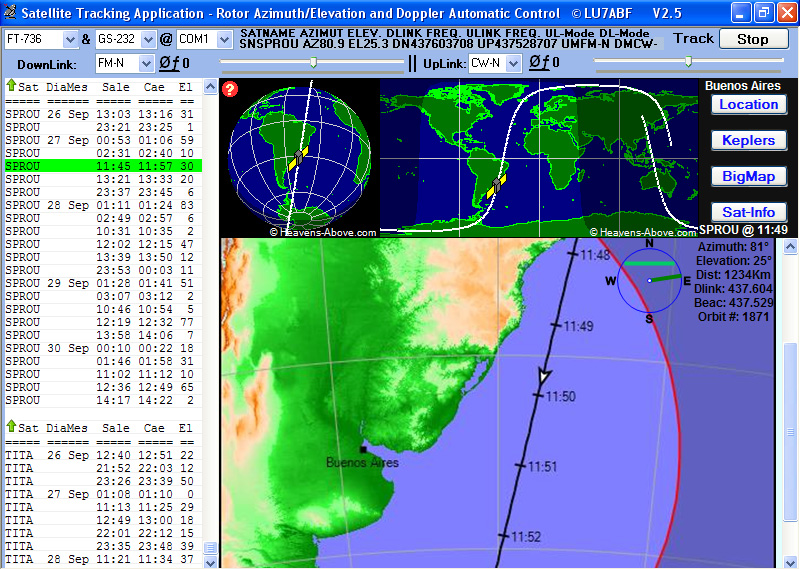 Satellite Tracking Application - Rotor Azimuth/Elevation and Doppler Automatic Control © LU7ABF V2.5
FT-736 & GS-232 @ COM1 SATNAME AZIMUT ELEV. DLINK FREQ. ULINK FREQ. UL-Mode DL-Mode Track Stop
SNSPROU AZ80.9 EL25.3 DN437603708 UP437528707 UMFM-N DMCW-
DownLink: FM-N Øƒ0 UpLink: CW-N Øƒ0
Sat DiaMes Sale Cae El
===== ====== ===== ===== ==
SPROU 26 Sep 13:03 13:16 31
SPROU 23:21 23:25 1
SPROU 27 Sep 00:53 01:06 59
SPROU 02:31 02:40 10
SPROU 11:45 11:57 30
SPROU 13:21 13:33 20
SPROU 23:37 23:45 6
SPROU 28 Sep 01:11 01:24 83
SPROU 02:49 02:57 6
SPROU 10:31 10:35 2
SPROU 12:02 12:15 47
SPROU 13:39 13:50 12
SPROU 23:53 00:03 11
SPROU 29 Sep 01:28 01:41 51
SPROU 03:07 03:12 2
SPROU 10:46 10:54 5
SPROU 12:19 12:32 77
SPROU 13:58 14:06 7
SPROU 30 Sep 00:10 00:22 18
SPROU 01:46 01:58 31
SPROU 11:02 11:12 10
SPROU 12:36 12:49 65
SPROU 14:17 14:22 2
Sat DiaMes Sale Cae El
===== ====== ===== ===== ==
TITA 26 Sep 12:40 12:51 22
TITA 21:52 22:03 12
TITA 23:26 23:39 50
TITA 27 Sep 01:08 01:10 0
TITA 11:13 11:25 29
TITA 12:49 13:00 18
TITA 22:01 22:12 15
TITA 23:35 23:48 39
TITA 28 Sep 11:21 11:34 37
?
© Heavens-Above.com
© Heavens-Above.com
Buenos Aires
Location
Keplers
BigMap
Sat-Info
SPROU @ 11:49
N
W E
S
Azimuth: 81°
Elevation: 25°
Dist: 1234Km
Dlink: 437.604
Beac: 437.529
Orbit #: 1871
11:48
11:49
11:50
Buenos Aires
11:51
11:52